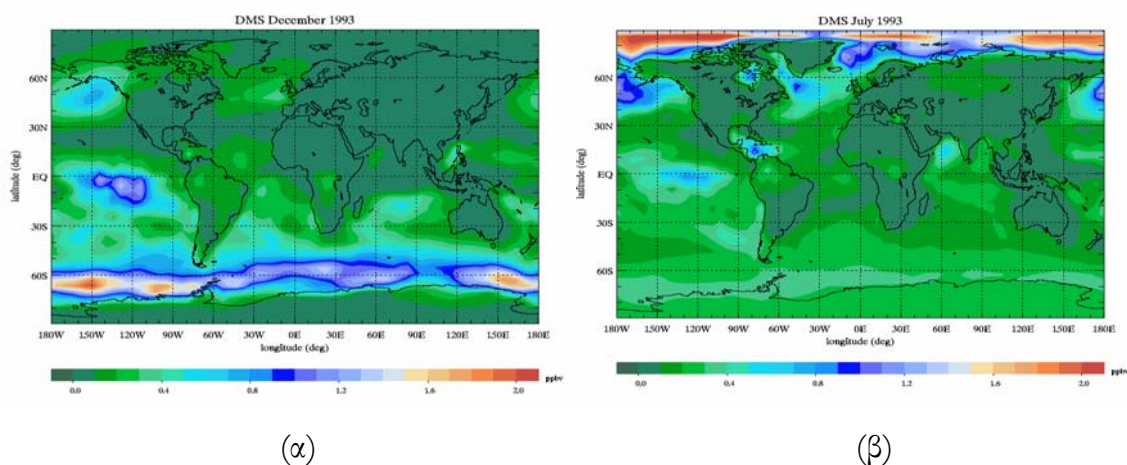 DMS December 1993
60N
30N
EQ
30S
60S
latitude (deg)
180W 150W 120W 90W 60W 30W 0E 30E 60E 90E 120E 150E 180E
longitude (deg)
ppbv
0.0 0.4 0.8 1.2 1.6 2.0
(α)
DMS July 1993
60N
30N
EQ
30S
60S
latitude (deg)
180W 150W 120W 90W 60W 30W 0E 30E 60E 90E 120E 150E 180E
longitude (deg)
ppbv
0.0 0.4 0.8 1.2 1.6 2.0
(β)